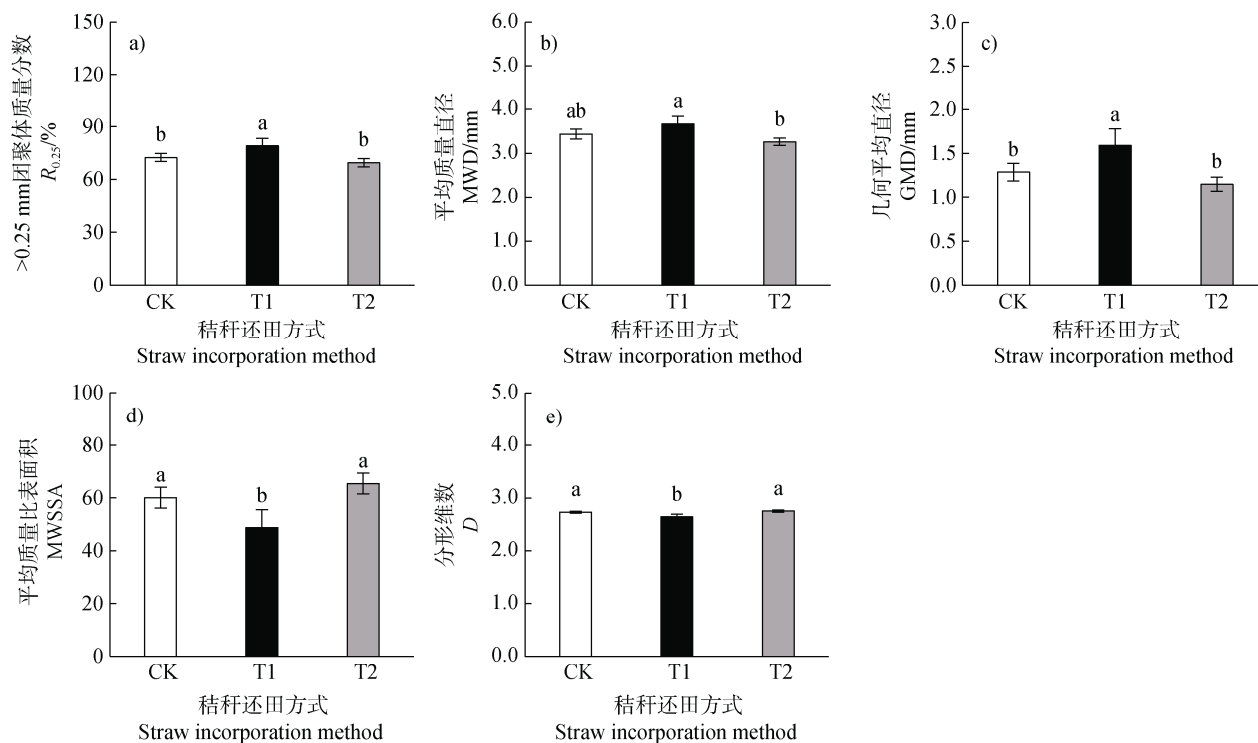 >0.25 mm团聚体质量分数
R0.25/%
150
120
90
60
30
0
a)
b
a
b
CK T1 T2
秸秆还田方式
Straw incorporation method
平均质量直径
MWD/mm
6.0
5.0
4.0
3.0
2.0
1.0
0.0
b)
ab
a
b
CK T1 T2
秸秆还田方式
Straw incorporation method
几何平均直径
GMD/mm
3.0
2.5
2.0
1.5
1.0
0.5
0.0
c)
b
a
b
CK T1 T2
秸秆还田方式
Straw incorporation method
平均质量比表面积
MWSSA
100
80
60
40
20
0
d)
a
b
a
CK T1 T2
秸秆还田方式
Straw incorporation method
分形维数
D
5.0
4.0
3.0
2.0
1.0
0.0
e)
a
b
a
CK T1 T2
秸秆还田方式
Straw incorporation method